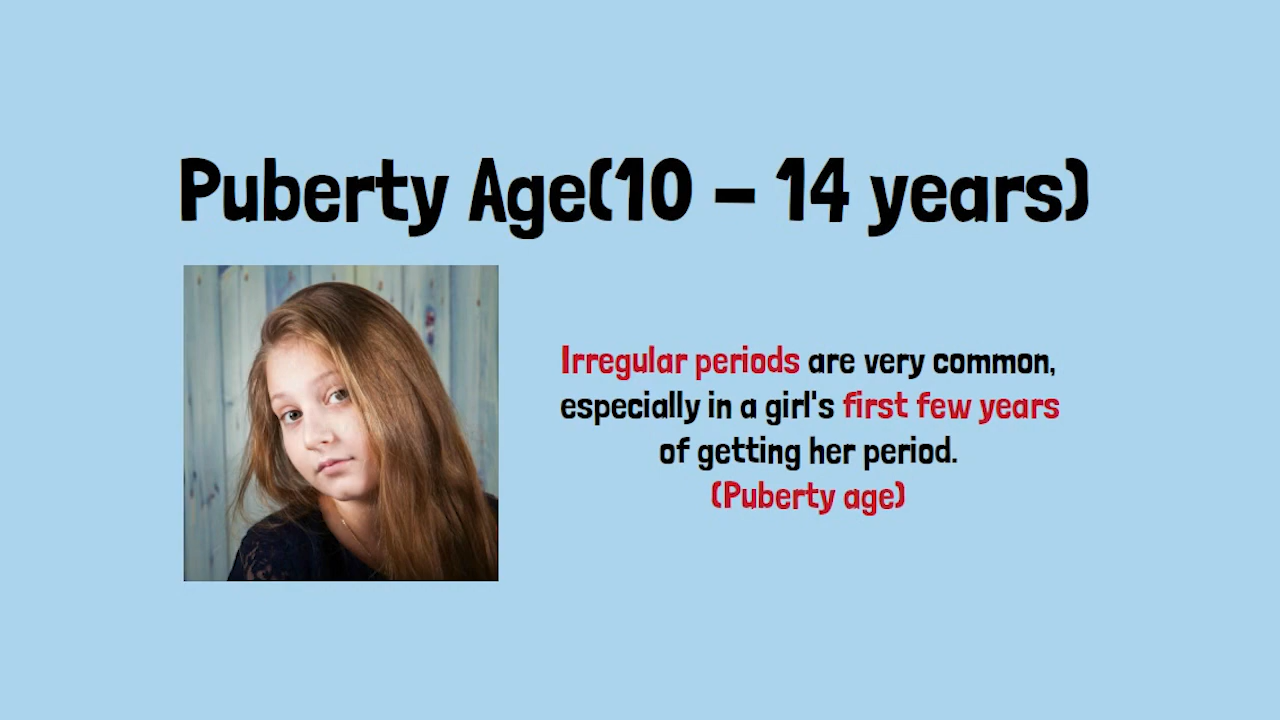 Puberty Age(10 – 14 years)
Irregular periods are very common,
especially in a girl's first few years
of getting her period.
(Puberty age)